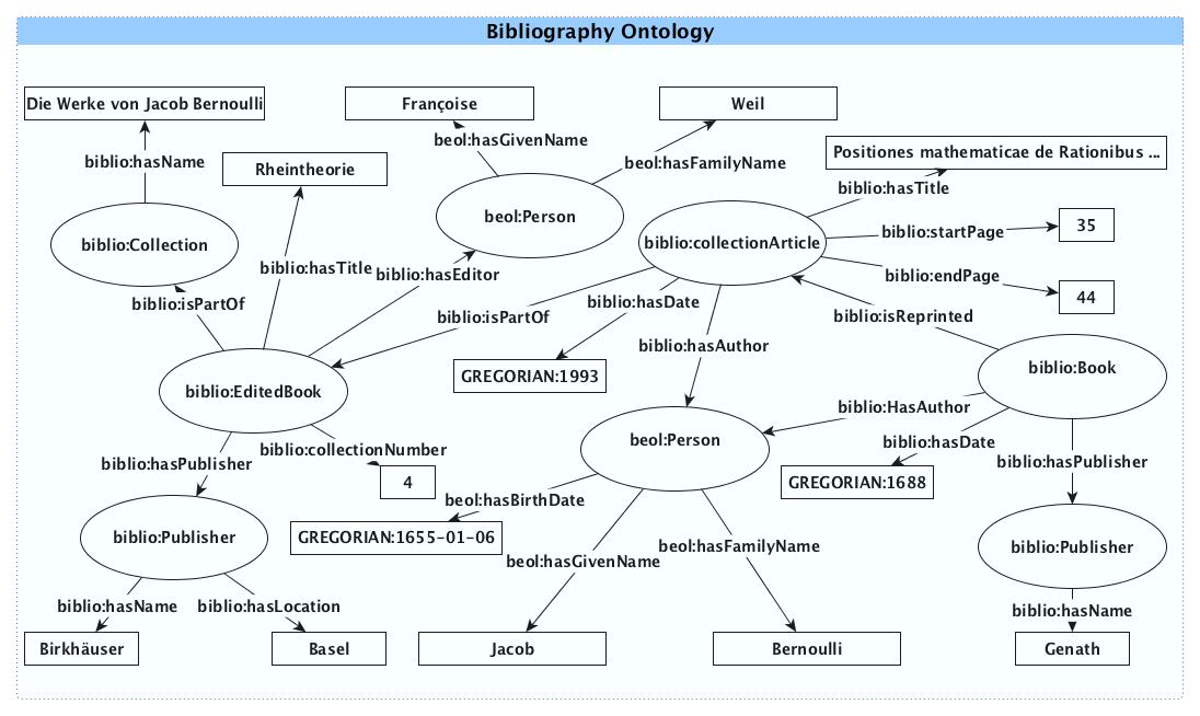 Bibliography Ontology
Die Werke von Jacob Bernoulli
Françoise
Weil
beol:hasGivenName
Positiones mathematicae de Rationibus ...
biblio:hasName
beol:hasFamilyName
Rheintheorie
biblio:hasTitle
beol:Person
35
biblio:startPage
biblio:Collection
biblio:collectionArticle
biblio:hasTitle
biblio:hasEditor
biblio:endPage
44
biblio:isPartOf
biblio:hasDate
biblio:isPartOf
biblio:isReprinted
biblio:hasAuthor
biblio:Book
GREGORIAN:1993
biblio:EditedBook
biblio:HasAuthor
beol:Person
biblio:hasDate
biblio:collectionNumber
biblio:hasPublisher
biblio:hasPublisher
4
GREGORIAN:1688
beol:hasBirthDate
biblio:Publisher
GREGORIAN:1655-01-06
beol:hasFamilyName
biblio:Publisher
beol:hasGivenName
biblio:hasName
biblio:hasLocation
biblio:hasName
Birkhäuser
Basel
Jacob
Bernoulli
Genath